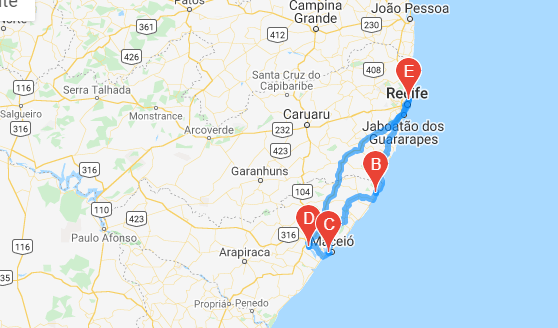 te
Patos
Campina
Grande
João Pessoa
412
230
361
426
116
408
Serra Talhada
Santa Cruz do
Capibaribe
E
Recife
Salgueiro
Monstrance
Caruaru
Jaboatão dos
Guararapes
316
Arcoverde
232
423
Garanhuns
B
104
110
423
Paulo Afonso
D
C
316
Maceió
Arapiraca
116
Propriá
Penedo